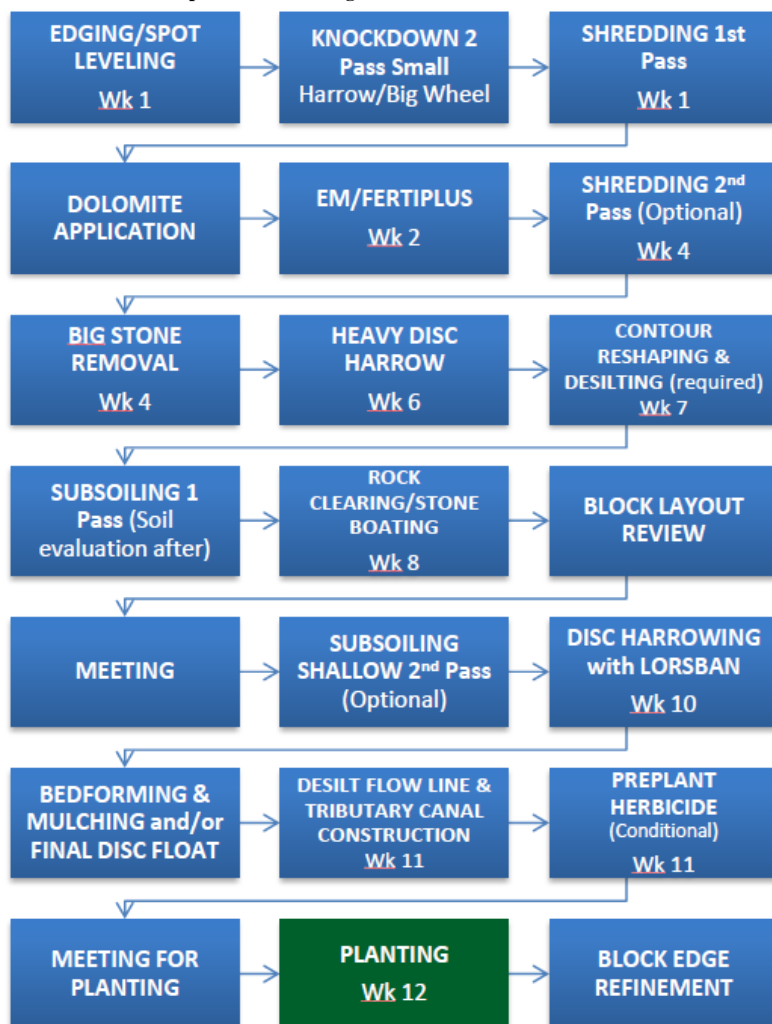 EDGING/SPOT
LEVELING
Wk 1
KNOCKDOWN 2
Pass Small
Harrow/Big Wheel
SHREDDING 1st
Pass
Wk 1
DOLOMITE
APPLICATION
EM/FERTIPLUS
Wk 2
SHREDDING 2nd
Pass (Optional)
Wk 4
BIG STONE
REMOVAL
Wk 4
HEAVY DISC
HARROW
Wk 6
CONTOUR
RESHAPING &
DESILTING (required)
Wk 7
SUBSOILING 1
Pass (Soil
evaluation after)
ROCK
CLEARING/STONE
BOATING
Wk 8
BLOCK LAYOUT
REVIEW
MEETING
SUBSOILING
SHALLOW 2nd Pass
(Optional)
DISC HARROWING
with LORSBAN
Wk 10
BEDFORMING &
MULCHING and/or
FINAL DISC FLOAT
DESILT FLOW LINE &
TRIBUTARY CANAL
CONSTRUCTION
Wk 11
PREPLANT
HERBICIDE
(Conditional)
Wk 11
MEETING FOR
PLANTING
PLANTING
Wk 12
BLOCK EDGE
REFINEMENT